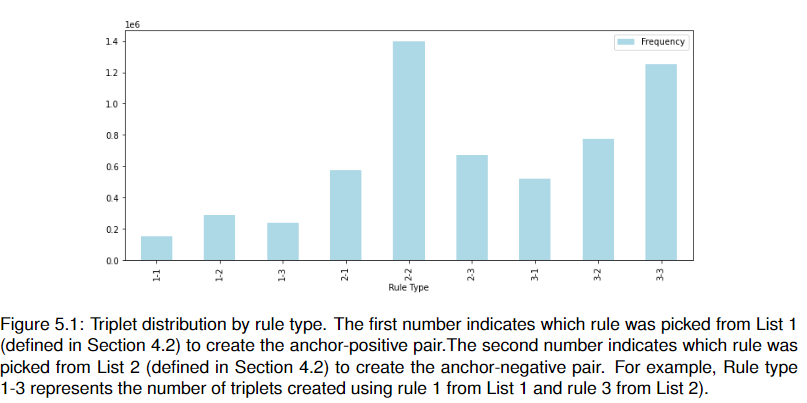 1e6
Frequency
1.4
1.2
1.0
0.8
0.6
0.4
0.2
0.0
1-1
1-2
1-3
2-1
2-2
2-3
3-1
3-2
3-3
Rule Type
Figure 5.1: Triplet distribution by rule type. The first number indicates which rule was picked from List 1
(defined in Section 4.2) to create the anchor-positive pair.The second number indicates which rule was
picked from List 2 (defined in Section 4.2) to create the anchor-negative pair. For example, Rule type
1-3 represents the number of triplets created using rule 1 from List 1 and rule 3 from List 2).